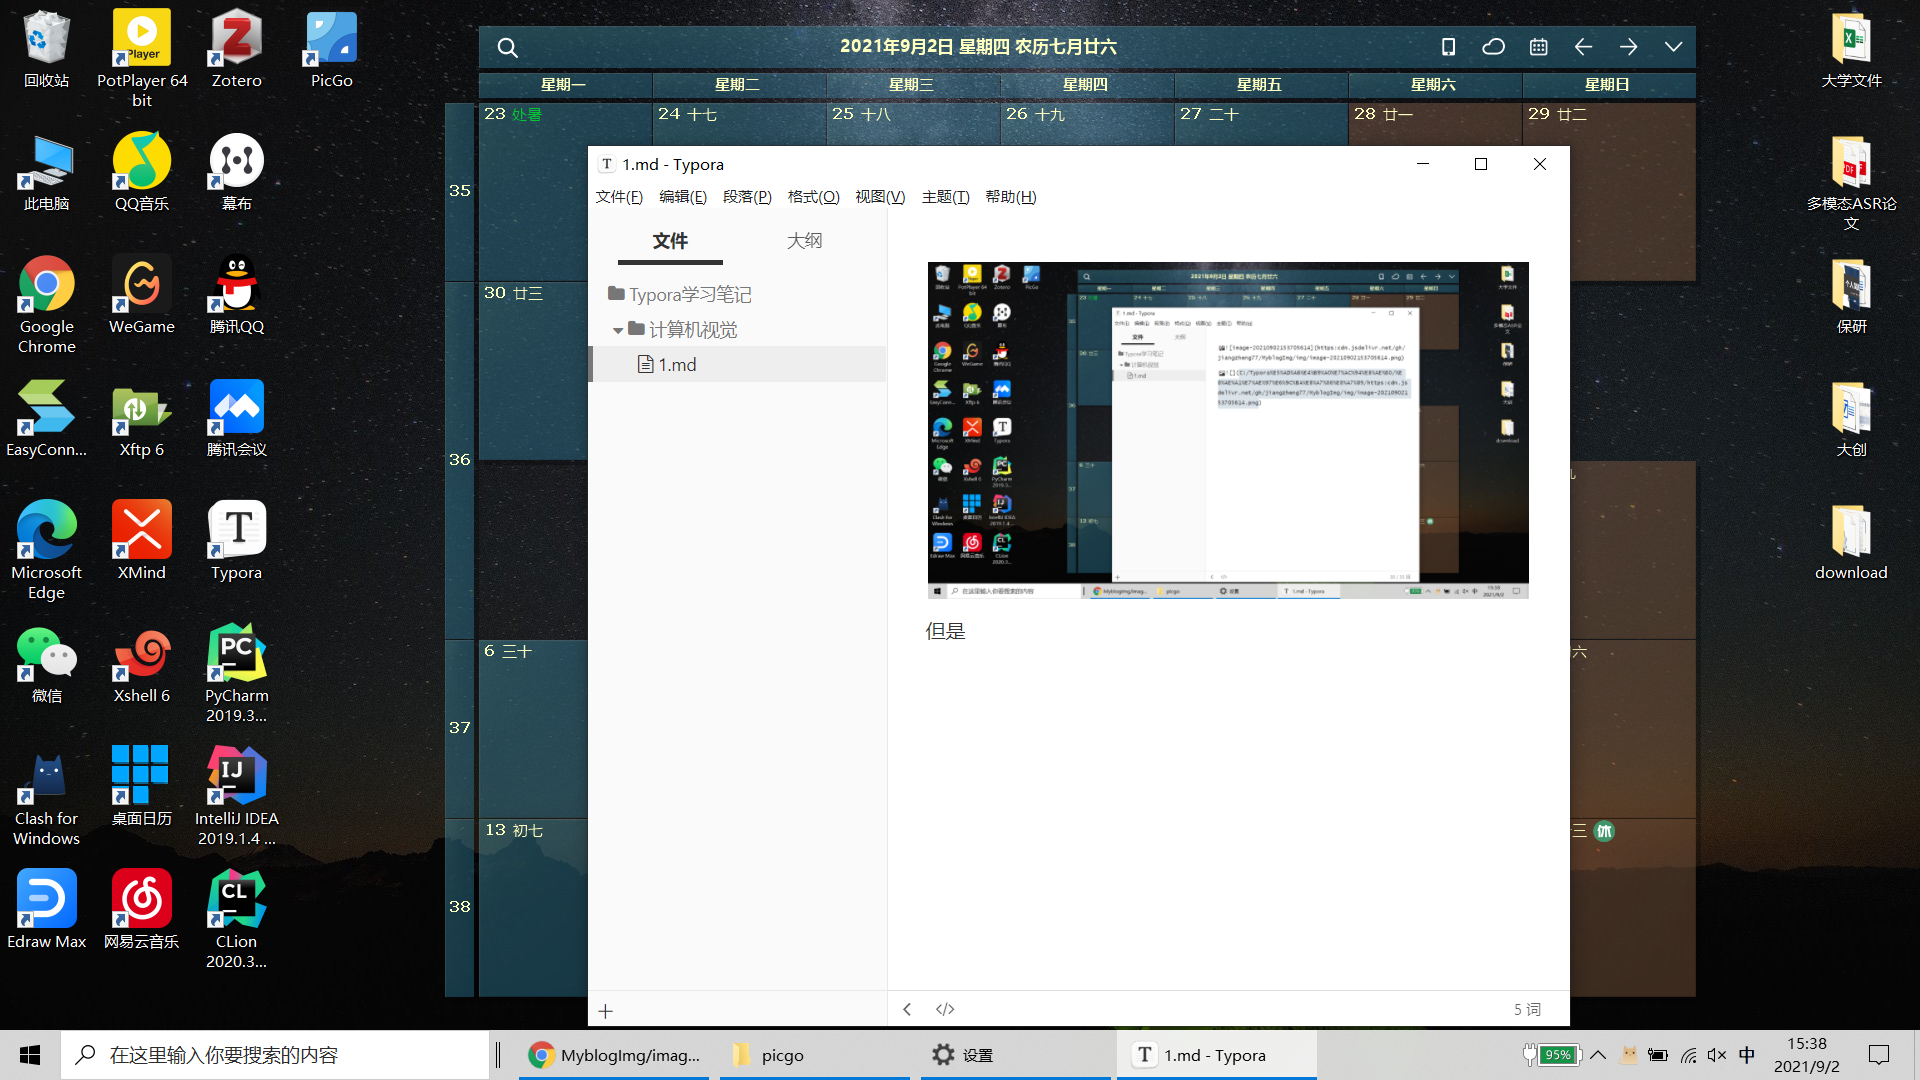 回收站
PotPlayer 64
bit
Zotero
PicGo
此电脑
QQ音乐
幕布
Google
Chrome
WeGame
腾讯QQ
EasyConn...
Xftp 6
腾讯会议
Microsoft
Edge
XMind
Typora
微信
Xshell 6
PyCharm
2019.3...
Clash for
Windows
桌面日历
IntelliJ IDEA
2019.1.4 ...
Edraw Max
网易云音乐
CLion
2020.3...
2021年9月2日 星期四 农历七月廿六
星期一 星期二 星期三 星期四 星期五 星期六 星期日
35
23 处暑
24 十七
25 十八
26 十九
27 二十
28 廿一
29 廿二
36
30 廿三
37
6 三十
六
38
13 初七
三 休
1.md - Typora
文件(F) 编辑(E) 段落(P) 格式(O) 视图(V) 主题(T) 帮助(H)
文件 大纲
Typora学习笔记
计算机视觉
1.md
但是
5 词
大学文件
多模态ASR论
文
保研
大创
download
在这里输入你要搜索的内容
MyblogImg/imag...
picgo
设置
1.md - Typora
95%
中
15:38
2021/9/2